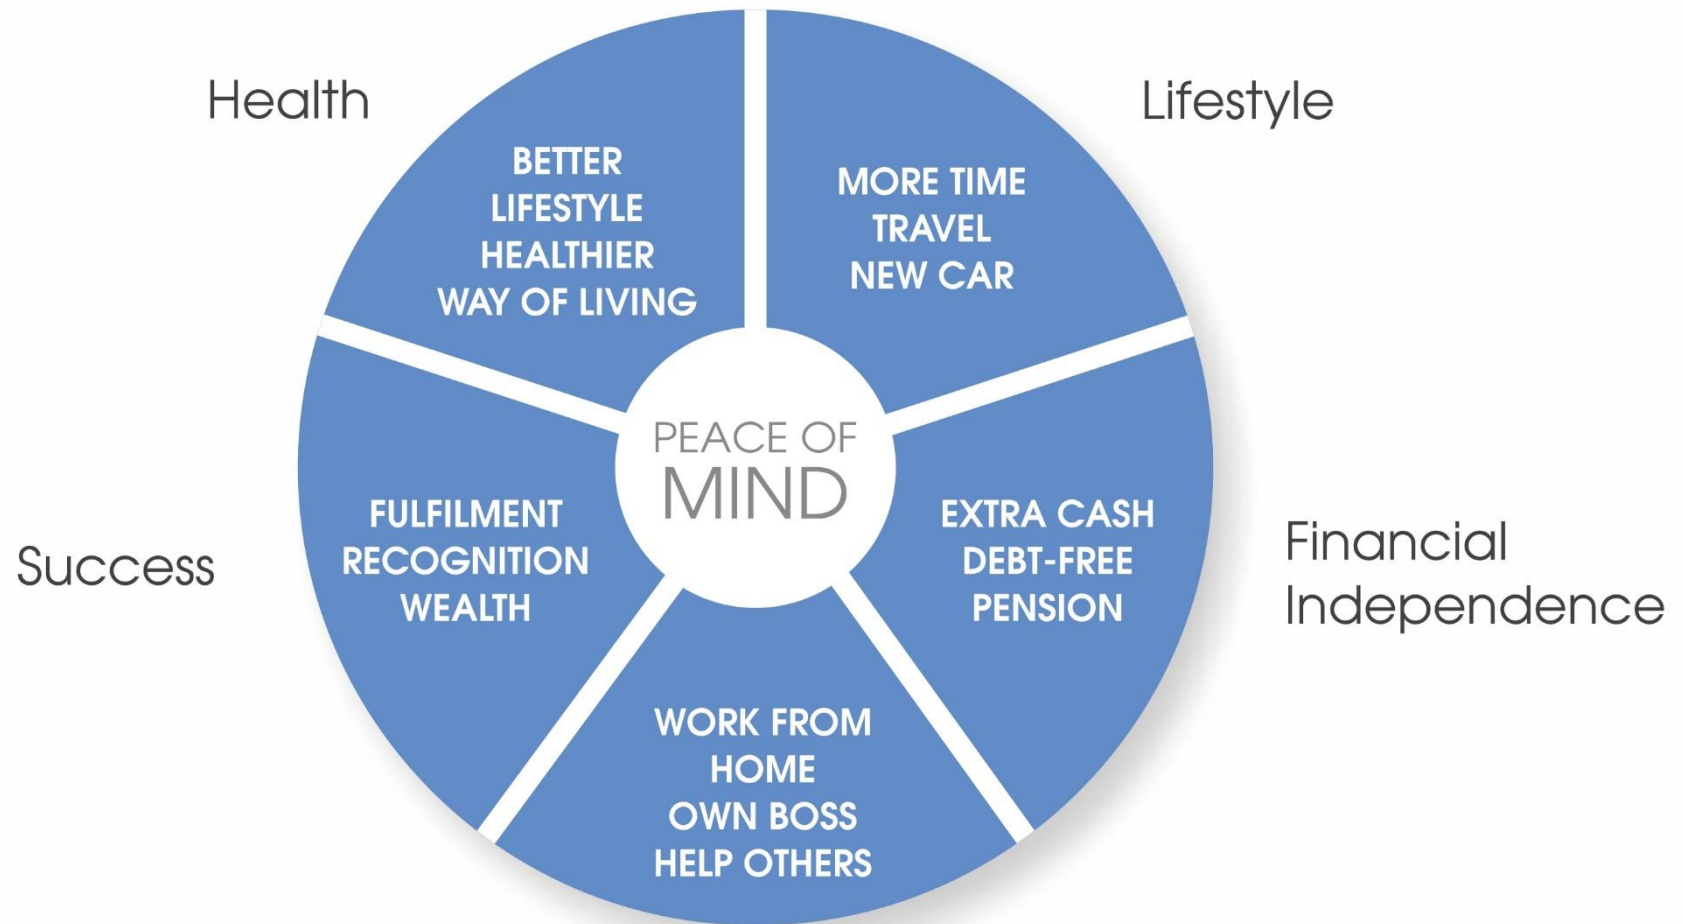 Health
BETTER
LIFESTYLE
HEALTHIER
WAY OF LIVING
Lifestyle
MORE TIME
TRAVEL
NEW CAR
PEACE OF
MIND
Success
FULFILMENT
RECOGNITION
WEALTH
EXTRA CASH
DEBT-FREE
PENSION
Financial
Independence
WORK FROM
HOME
OWN BOSS
HELP OTHERS